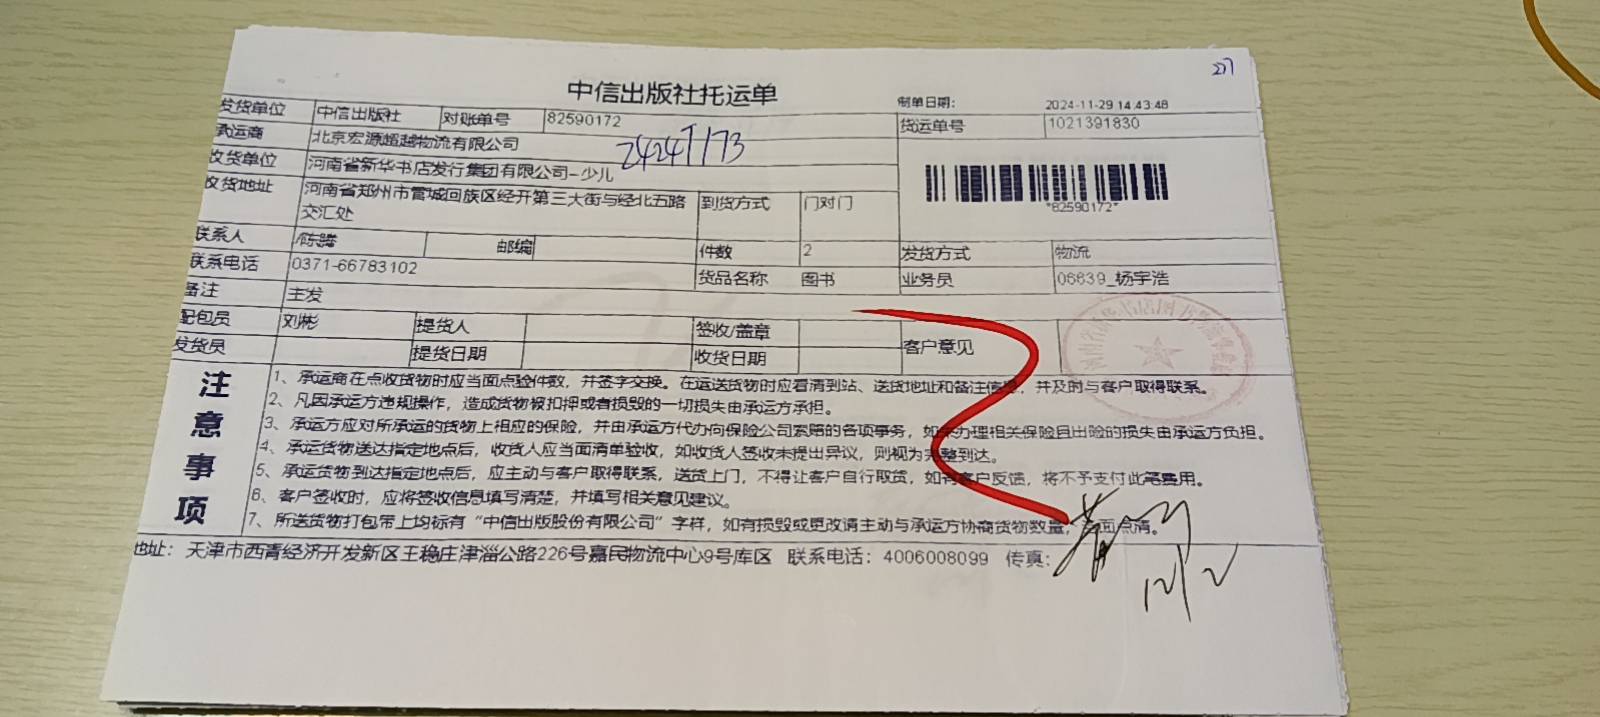 227
中信出版社托运单
制单日期： 2024-11-29 14:43:48
发货单位 中信出版社 对账单号 82590172 货运单号 1021391830
承运商 北京宏源超越物流有限公司
24247173
收货单位 河南省新华书店发行集团有限公司-少儿
收货地址 河南省郑州市管城回族区经开第三大街与经北五路 到货方式 门对门
交汇处
*82590172*
联系人 陈腾 邮编 件数 2 发货方式 物流
联系电话 0371-66783102 货品名称 图书 业务员 06839_杨宇浩
备注 主发
配包员 刘彬 提货人 签收/盖章 客户意见
发货员 提货日期 收货日期
注意事项
1、承运商在点收货物时应当面点验件数，并签字交换。在运送货物时应看清到站、送货地址和备注信息，并及时与客户取得联系。
2、凡因承运方违规操作，造成货物被扣押或者损毁的一切损失由承运方承担。
3、承运方应对所承运的货物上相应的保险，并由承运方代办向保险公司索赔的各项事务，如未办理相关保险且出险的损失由承运方负担。
4、承运货物送达指定地点后，收货人应当面清单验收，如收货人签收未提出异议，则视为完整到达。
5、承运货物到达指定地点后，应主动与客户取得联系，送货上门，不得让客户自行取货，如有客户反馈，将不予支付此笔费用。
6、客户签收时，应将签收信息填写清楚，并填写相关意见建议。
7、所送货物打包带上均标有“中信出版股份有限公司”字样，如有损毁或更改请主动与承运方协商货物数量，当面点清。
地址：天津市西青经济开发新区王稳庄津淄公路226号嘉民物流中心9号库区 联系电话：4006008099 传真：
12/2